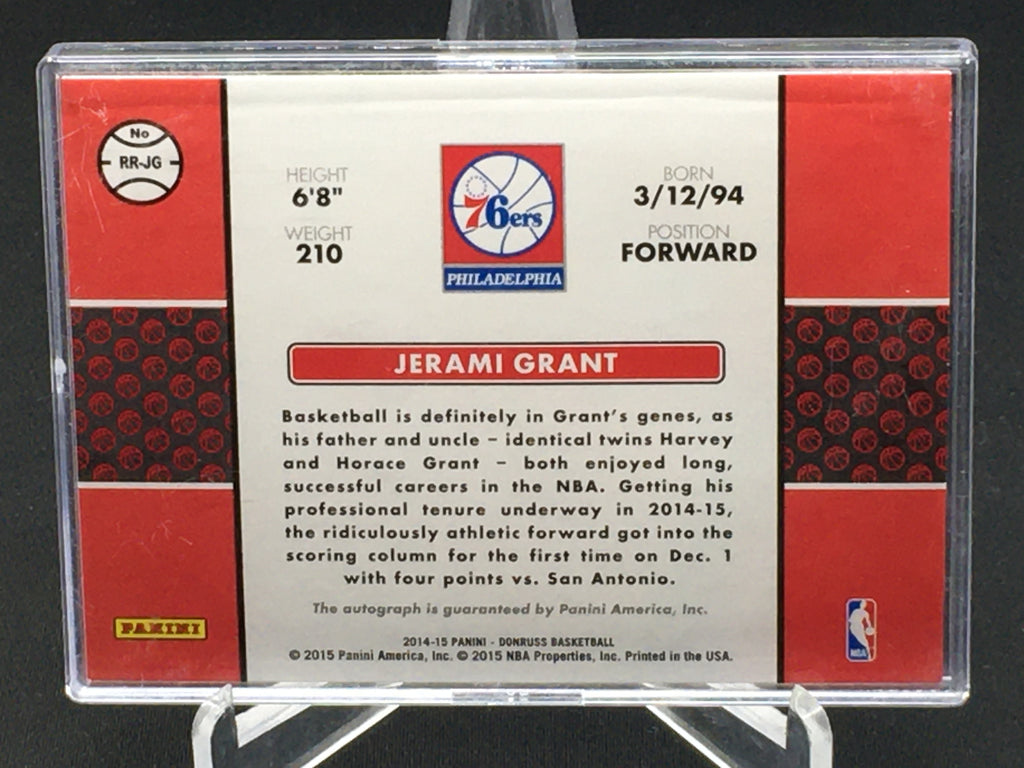 No
RR-JG
HEIGHT
6'8"
WEIGHT
210
76ers
PHILADELPHIA
BORN
3/12/94
POSITION
FORWARD
JERAMI GRANT
Basketball is definitely in Grant's genes, as
his father and uncle – identical twins Harvey
and Horace Grant – both enjoyed long,
successful careers in the NBA. Getting his
professional tenure underway in 2014-15,
the ridiculously athletic forward got into the
scoring column for the first time on Dec. 1
with four points vs. San Antonio.
The autograph is guaranteed by Panini America, Inc.
2014-15 PANINI - DONRUSS BASKETBALL
© 2015 Panini America, Inc. © 2015 NBA Properties, Inc. Printed in the USA.
PANINI
NBA